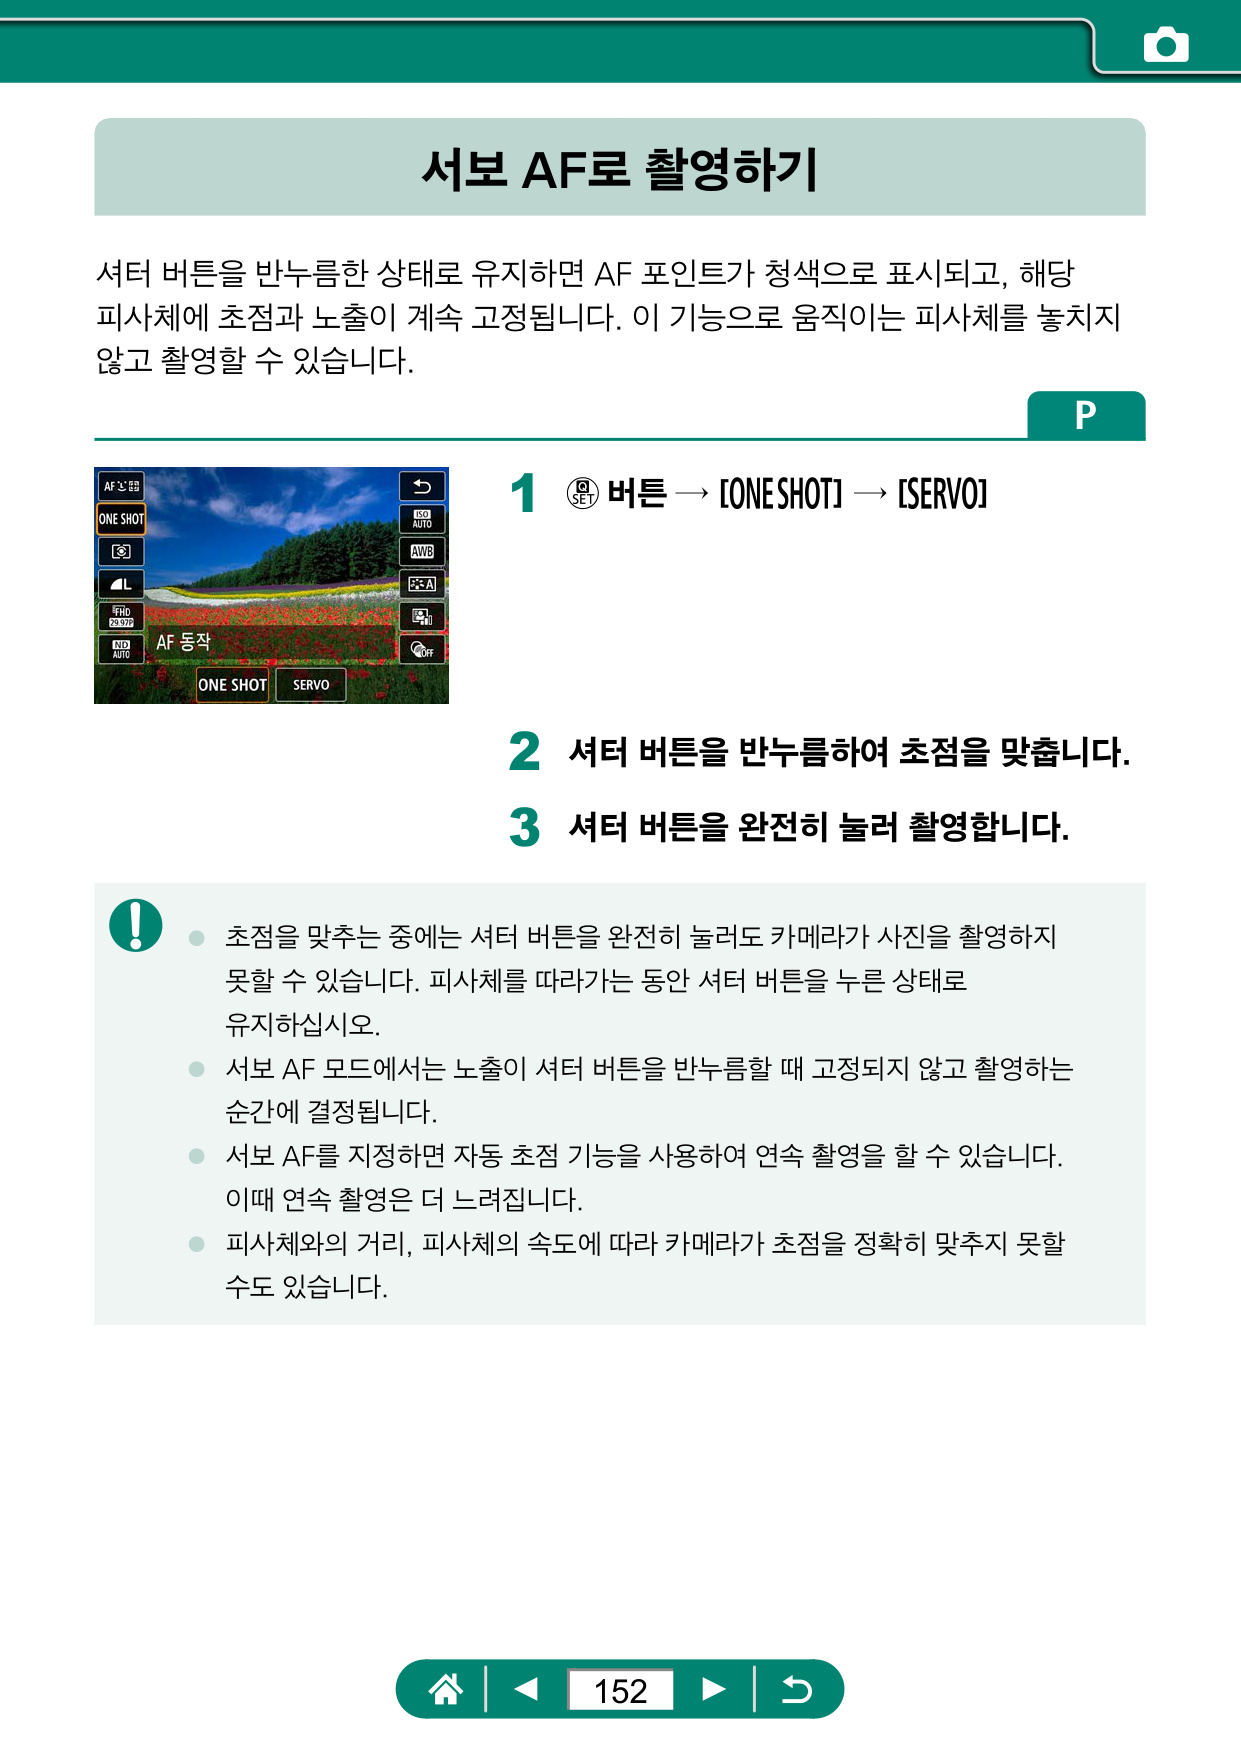 서보 AF로 촬영하기
셔터 버튼을 반누름한 상태로 유지하면 AF 포인트가 청색으로 표시되고, 해당
피사체에 초점과 노출이 계속 고정됩니다. 이 기능으로 움직이는 피사체를 놓치지
않고 촬영할 수 있습니다.
P
AF
ONE SHOT
ISO
AUTO
AWB
L
A
FHD
29.97P
ND
AUTO
AF 동작
OFF
ONE SHOT SERVO
1 Q SET 버튼 → [ONE SHOT] → [SERVO]
2 셔터 버튼을 반누름하여 초점을 맞춥니다.
3 셔터 버튼을 완전히 눌러 촬영합니다.
● 초점을 맞추는 중에는 셔터 버튼을 완전히 눌러도 카메라가 사진을 촬영하지
못할 수 있습니다. 피사체를 따라가는 동안 셔터 버튼을 누른 상태로
유지하십시오.
● 서보 AF 모드에서는 노출이 셔터 버튼을 반누름할 때 고정되지 않고 촬영하는
순간에 결정됩니다.
● 서보 AF를 지정하면 자동 초점 기능을 사용하여 연속 촬영을 할 수 있습니다.
이때 연속 촬영은 더 느려집니다.
● 피사체와의 거리, 피사체의 속도에 따라 카메라가 초점을 정확히 맞추지 못할
수도 있습니다.
152